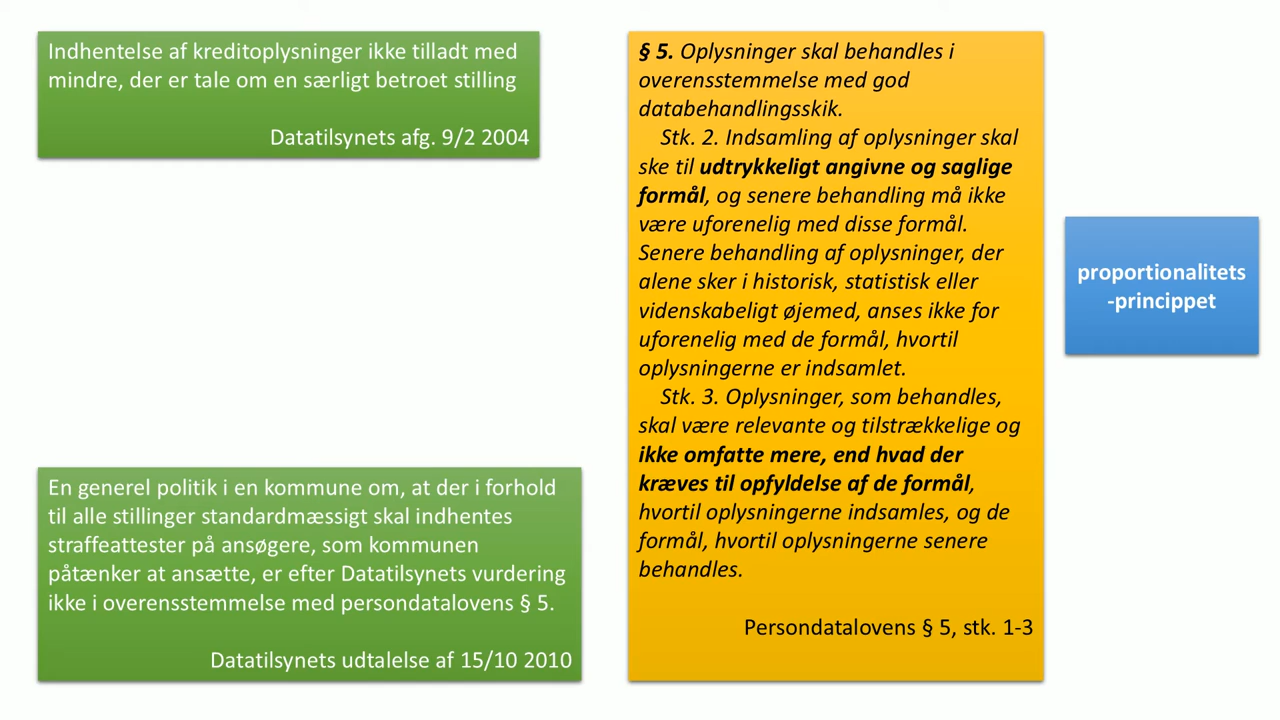 Indhentelse af kreditoplysninger ikke tilladt med
mindre, der er tale om en særligt betroet stilling
Datatilsynets afg. 9/2 2004
En generel politik i en kommune om, at der i forhold
til alle stillinger standardmæssigt skal indhentes
straffeattester på ansøgere, som kommunen
påtænker at ansætte, er efter Datatilsynets vurdering
ikke i overensstemmelse med persondatalovens § 5.
Datatilsynets udtalelse af 15/10 2010
§ 5. Oplysninger skal behandles i
overensstemmelse med god
databehandlingsskik.
Stk. 2. Indsamling af oplysninger skal
ske til udtrykkeligt angivne og saglige
formål, og senere behandling må ikke
være uforenelig med disse formål.
Senere behandling af oplysninger, der
alene sker i historisk, statistisk eller
videnskabeligt øjemed, anses ikke for
uforenelig med de formål, hvortil
oplysningerne er indsamlet.
Stk. 3. Oplysninger, som behandles,
skal være relevante og tilstrækkelige og
ikke omfatte mere, end hvad der
kræves til opfyldelse af de formål,
hvortil oplysningerne indsamles, og de
formål, hvortil oplysningerne senere
behandles.
Persondatalovens § 5, stk. 1-3
proportionalitets
-princippet